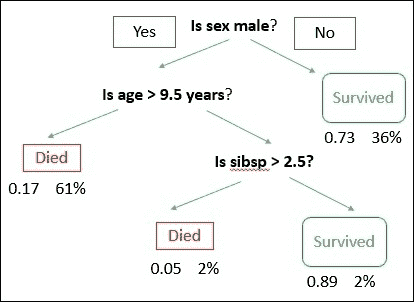 Yes
Is sex male?
No
Is age > 9.5 years?
Survived
0.73 36%
Died
0.17 61%
Is sibsp > 2.5?
Died
0.05 2%
Survived
0.89 2%